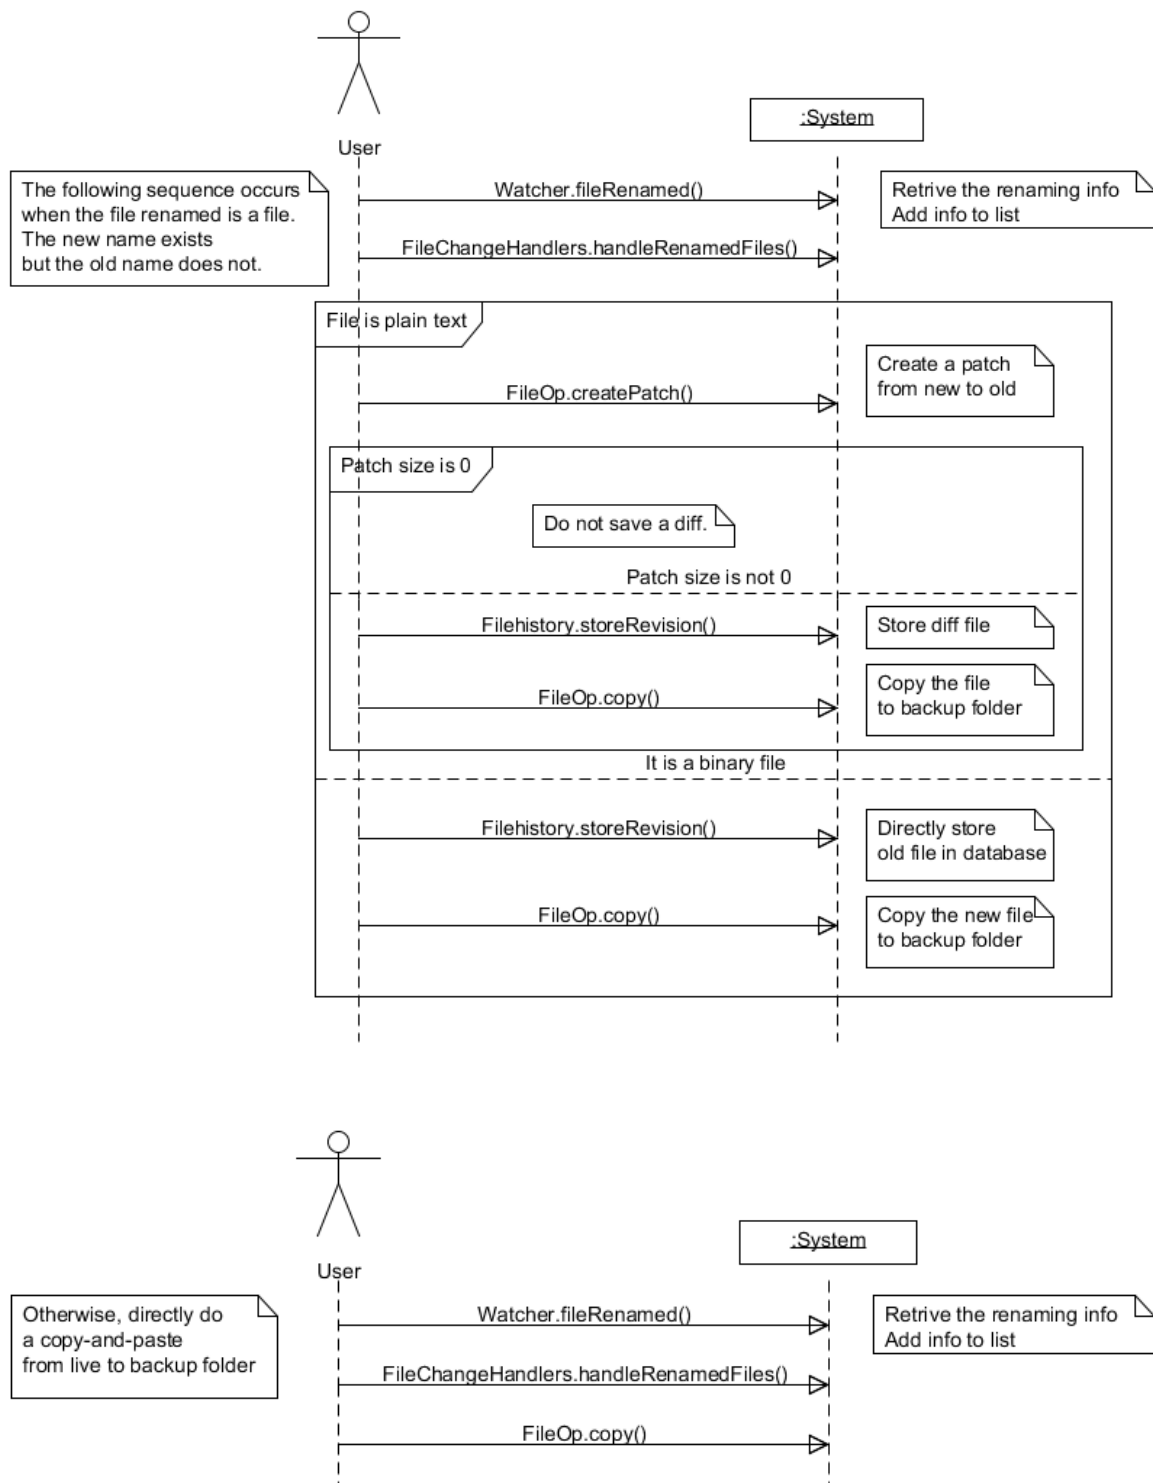 User
:System
The following sequence occurs
when the file renamed is a file.
The new name exists
but the old name does not.
Watcher.fileRenamed()
Retrive the renaming info
Add info to list
FileChangeHandlers.handleRenamedFiles()
File is plain text
Create a patch
from new to old
FileOp.createPatch()
Patch size is 0
Do not save a diff.
Patch size is not 0
Filehistory.storeRevision()
Store diff file
FileOp.copy()
Copy the file
to backup folder
It is a binary file
Filehistory.storeRevision()
Directly store
old file in database
FileOp.copy()
Copy the new file
to backup folder
User
:System
Otherwise, directly do
a copy-and-paste
from live to backup folder
Watcher.fileRenamed()
Retrive the renaming info
Add info to list
FileChangeHandlers.handleRenamedFiles()
FileOp.copy()